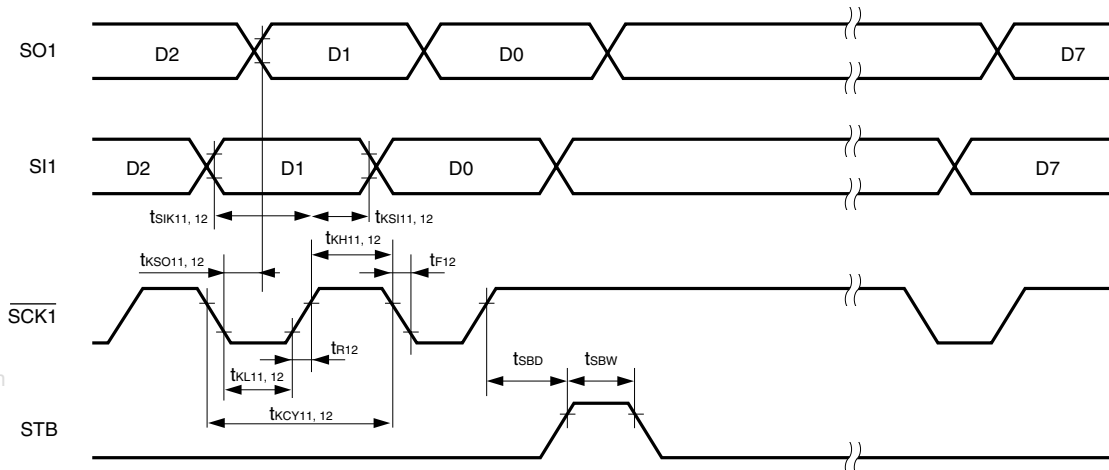 SO1 D2 D1 D0 D7
SI1 D2 D1 D0 D7
tSIK11, 12 tKSI11, 12
tKH11, 12
tKSO11, 12 tF12
SCK1
tR12
tSBD tSBW
tKL11, 12
tKCY11, 12
STB